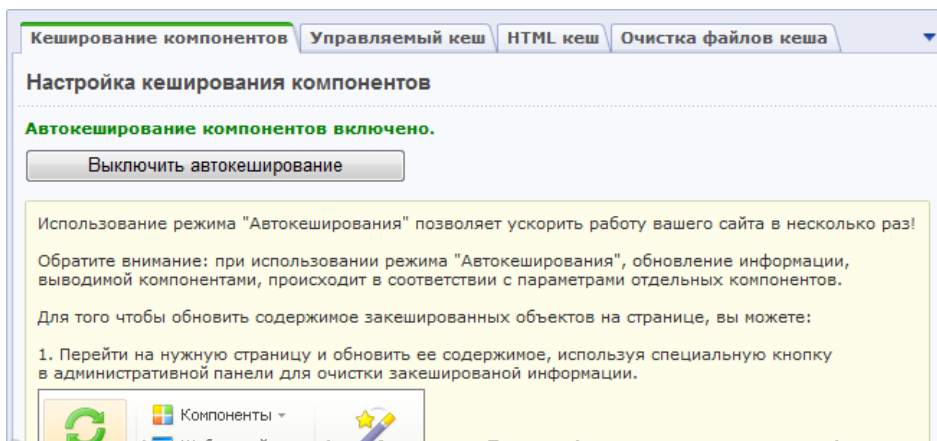 Кеширование компонентов Управляемый кеш HTML кеш Очистка файлов кеша
Настройка кеширования компонентов
Автокеширование компонентов включено.
Выключить автокеширование
Использование режима "Автокеширования" позволяет ускорить работу вашего сайта в несколько раз!
Обратите внимание: при использовании режима "Автокеширования", обновление информации,
выводимой компонентами, происходит в соответствии с параметрами отдельных компонентов.
Для того чтобы обновить содержимое закешированных объектов на странице, вы можете:
1. Перейти на нужную страницу и обновить ее содержимое, используя специальную кнопку
в административной панели для очистки закешированой информации.
Компоненты